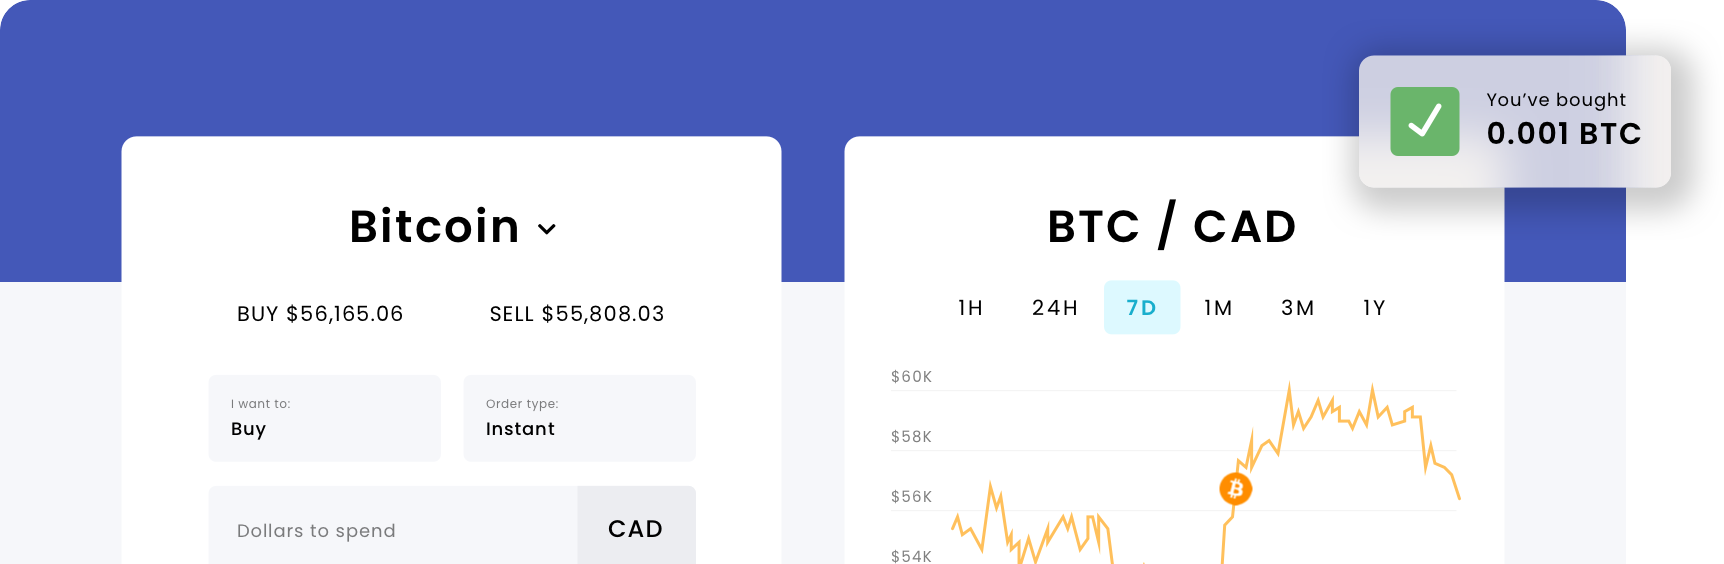 You've bought
0.001 BTC
Bitcoin
BUY $56,165.06 SELL $55,808.03
I want to:
Buy
Order type:
Instant
Dollars to spend CAD
BTC / CAD
1H 24H 7D 1M 3M 1Y
$60K
$58K
$56K
$54K